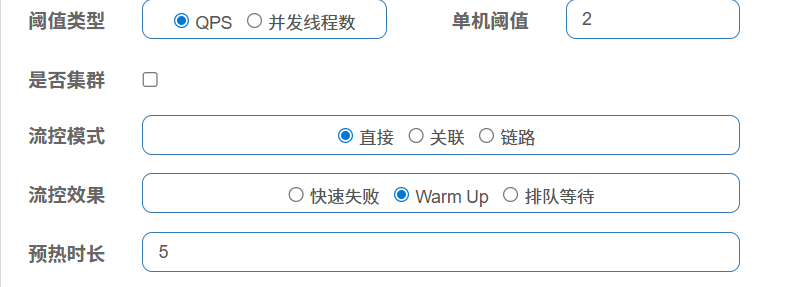 阈值类型 QPS 并发线程数 单机阈值 2
是否集群
流控模式 直接 关联 链路
流控效果 快速失败 Warm Up 排队等待
预热时长 5